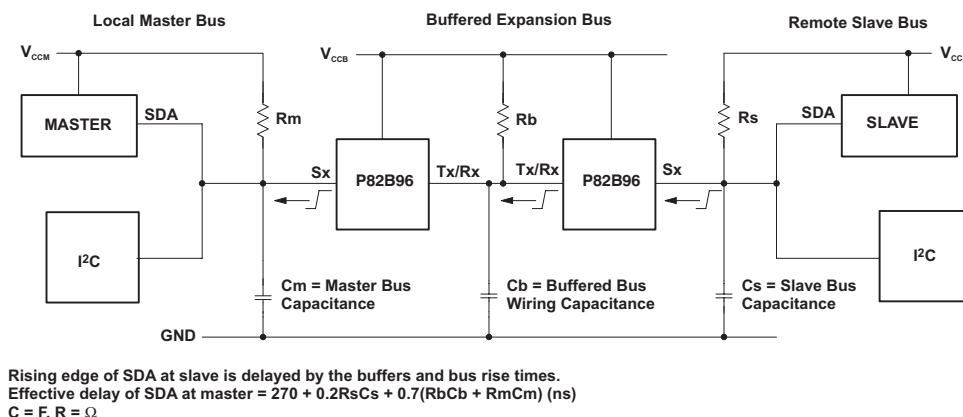 Local Master Bus
Buffered Expansion Bus
Remote Slave Bus
VCCM
VCCB
VCC
MASTER
SDA
Rm
Rb
Rs
SDA
SLAVE
Sx
P82B96
Tx/Rx
Tx/Rx
P82B96
Sx
I²C
I²C
Cm = Master Bus
Capacitance
Cb = Buffered Bus
Wiring Capacitance
Cs = Slave Bus
Capacitance
GND
Rising edge of SDA at slave is delayed by the buffers and bus rise times.
Effective delay of SDA at master = 270 + 0.2RsCs + 0.7(RbCb + RmCm) (ns)
C = F, R = Ω